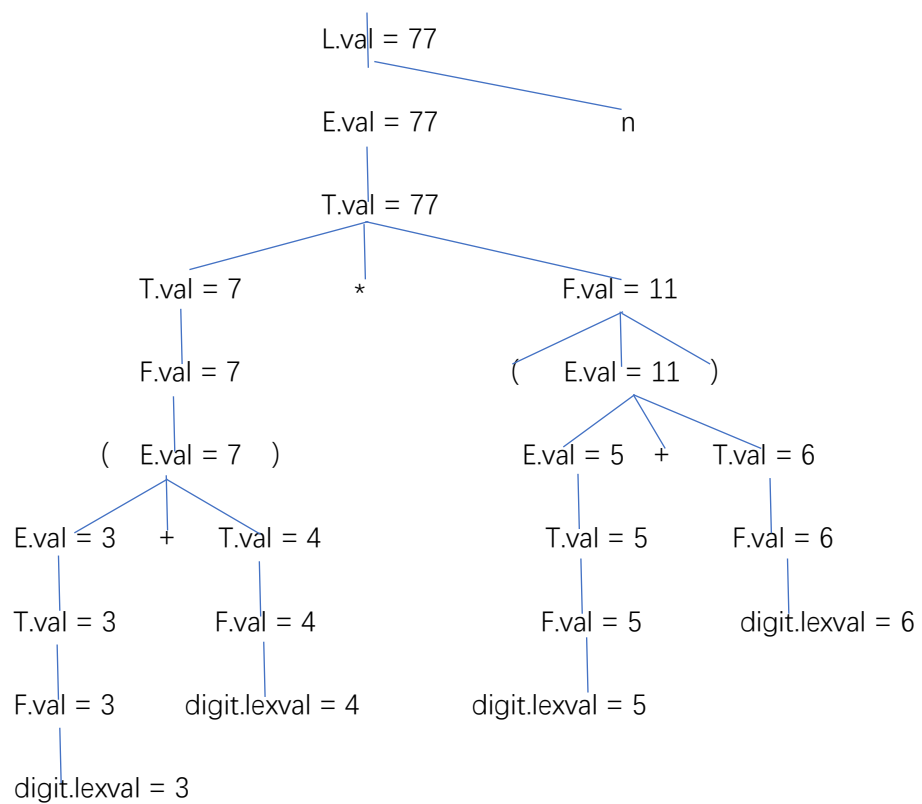 L.val = 77
E.val = 77 n
T.val = 77
T.val = 7 * F.val = 11
F.val = 7 ( E.val = 11 )
( E.val = 7 ) E.val = 5 + T.val = 6
E.val = 3 + T.val = 4 T.val = 5 F.val = 6
T.val = 3 F.val = 4 F.val = 5 digit.lexval = 6
F.val = 3 digit.lexval = 4 digit.lexval = 5
digit.lexval = 3